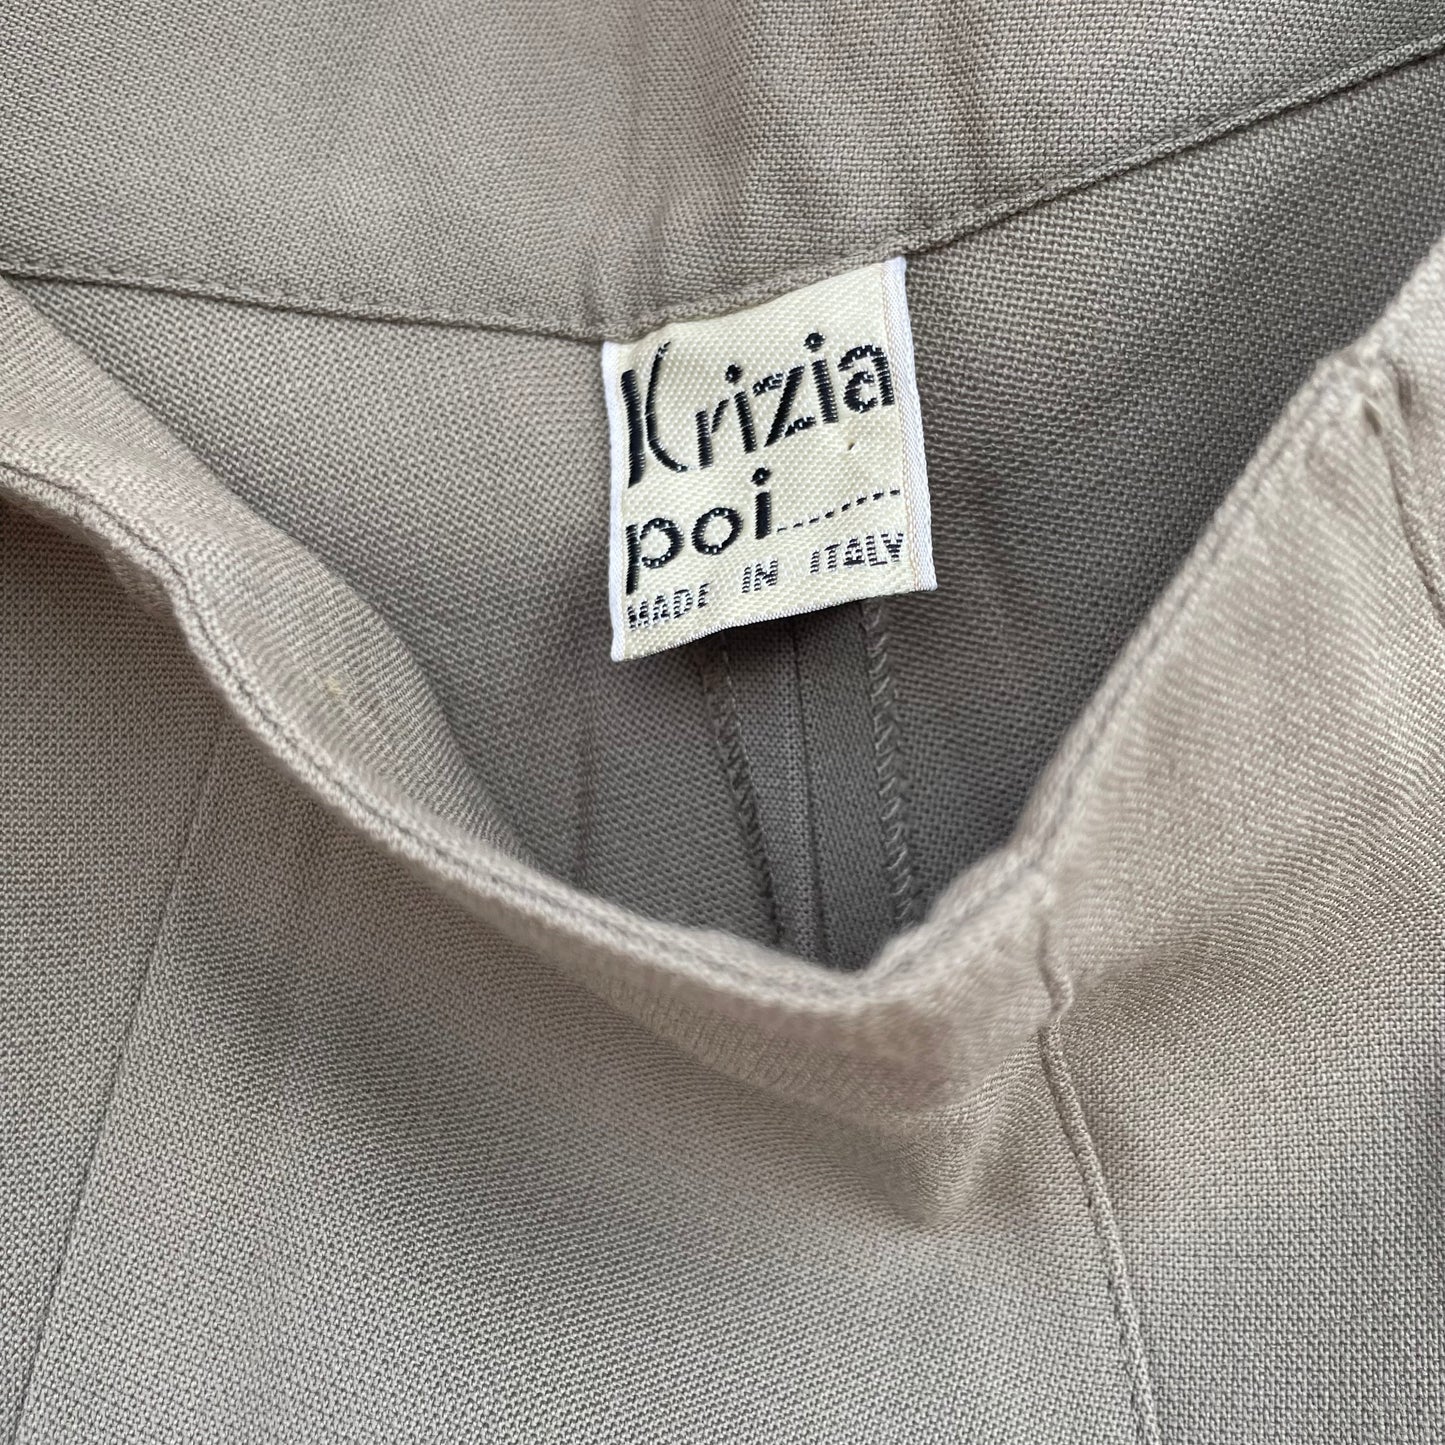 Krizia
poi........
MADE IN ITALY